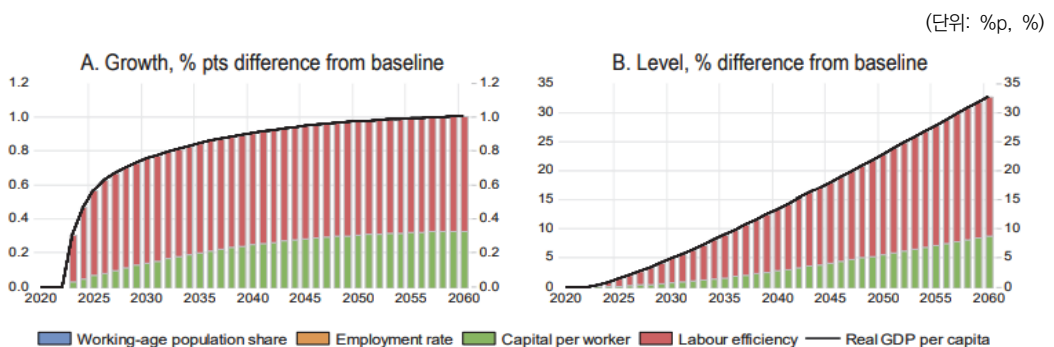 (단위: %p, %)
A. Growth, % pts difference from baseline
B. Level, % difference from baseline
1.2 1.2 35 35
1.0 1.0 30 30
25 25
0.8 0.8
20 20
0.6 0.6
15 15
0.4 0.4
10 10
0.2 0.2 5 5
0.0 0.0 0 0
2020 2025 2030 2035 2040 2045 2050 2055 2060 2020 2025 2030 2035 2040 2045 2050 2055 2060
Working-age population share Employment rate Capital per worker Labour efficiency Real GDP per capita